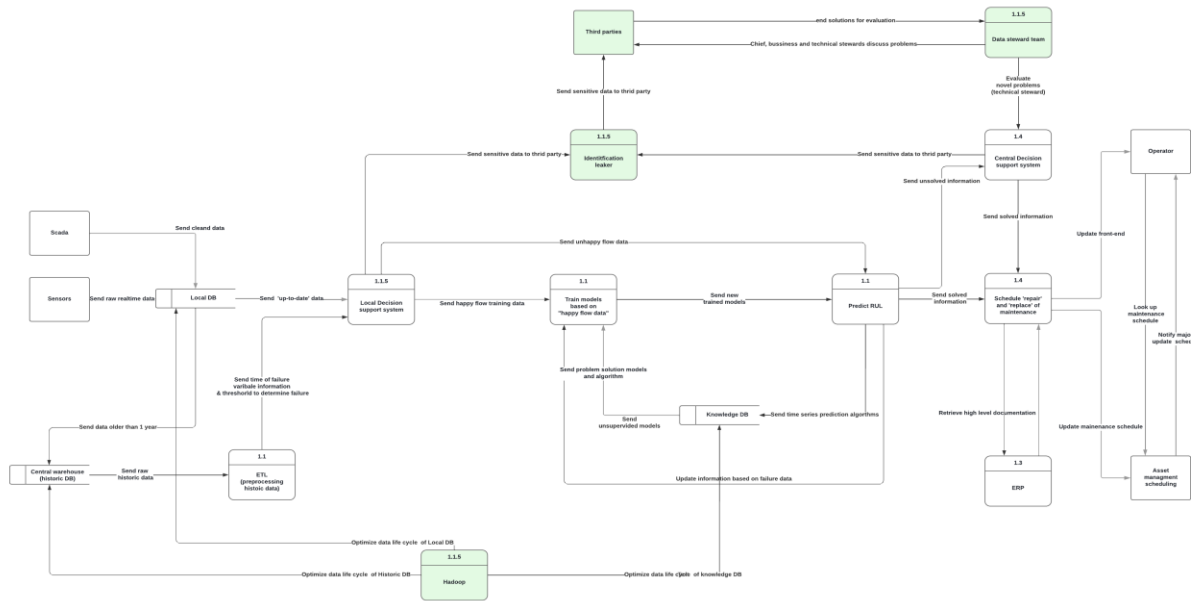 1.1.5
Third parties
end solutions for evaluation
Data steward team
Chief, bussiness and technical stewards discuss problems
Evaluate
novel problems
(technical steward)
Send sensitive data to thrid party
1.1.5
Identitfication
leaker
Send sensitive data to thrid party
Send sensitive data to thrid party
1.4
Central Decision
support system
Operator
Send unsolved information
Scada
Send cleand data
Send solved information
Update front-end
Send unhappy flow data
Sensors
Send raw realtime data
Local DB
Send 'up-to-date' data
1.1.5
Local Decision
support system
Send happy flow training data
1.1
Train models
based on
"happy flow data"
Send new
trained models
1.1
Predict RUL
Send solved
information
1.4
Schedule 'repair'
and 'replace' of
maintenance
Look up
maintenance
schedule
Notify majo
update sched
Send time of failure
varibale information
& threshorld to determine failure
Send problem solution models
and algorithm
Send
unsupervided models
Knowledge DB
Send time series prediction algorithms
Retrieve high level documentation
Update mainenance schedule
Send data older than 1 year
Central warehouse
(historic DB)
Send raw
historic data
1.1
ETL
(preprocessing
histoic data)
Update information based on failure data
1.3
ERP
Asset
managment
scheduling
Optimize data life cycle of Local DB
1.1.5
Hadoop
Optimize data life cycle of Historic DB
Optimize data life of knowledge DB